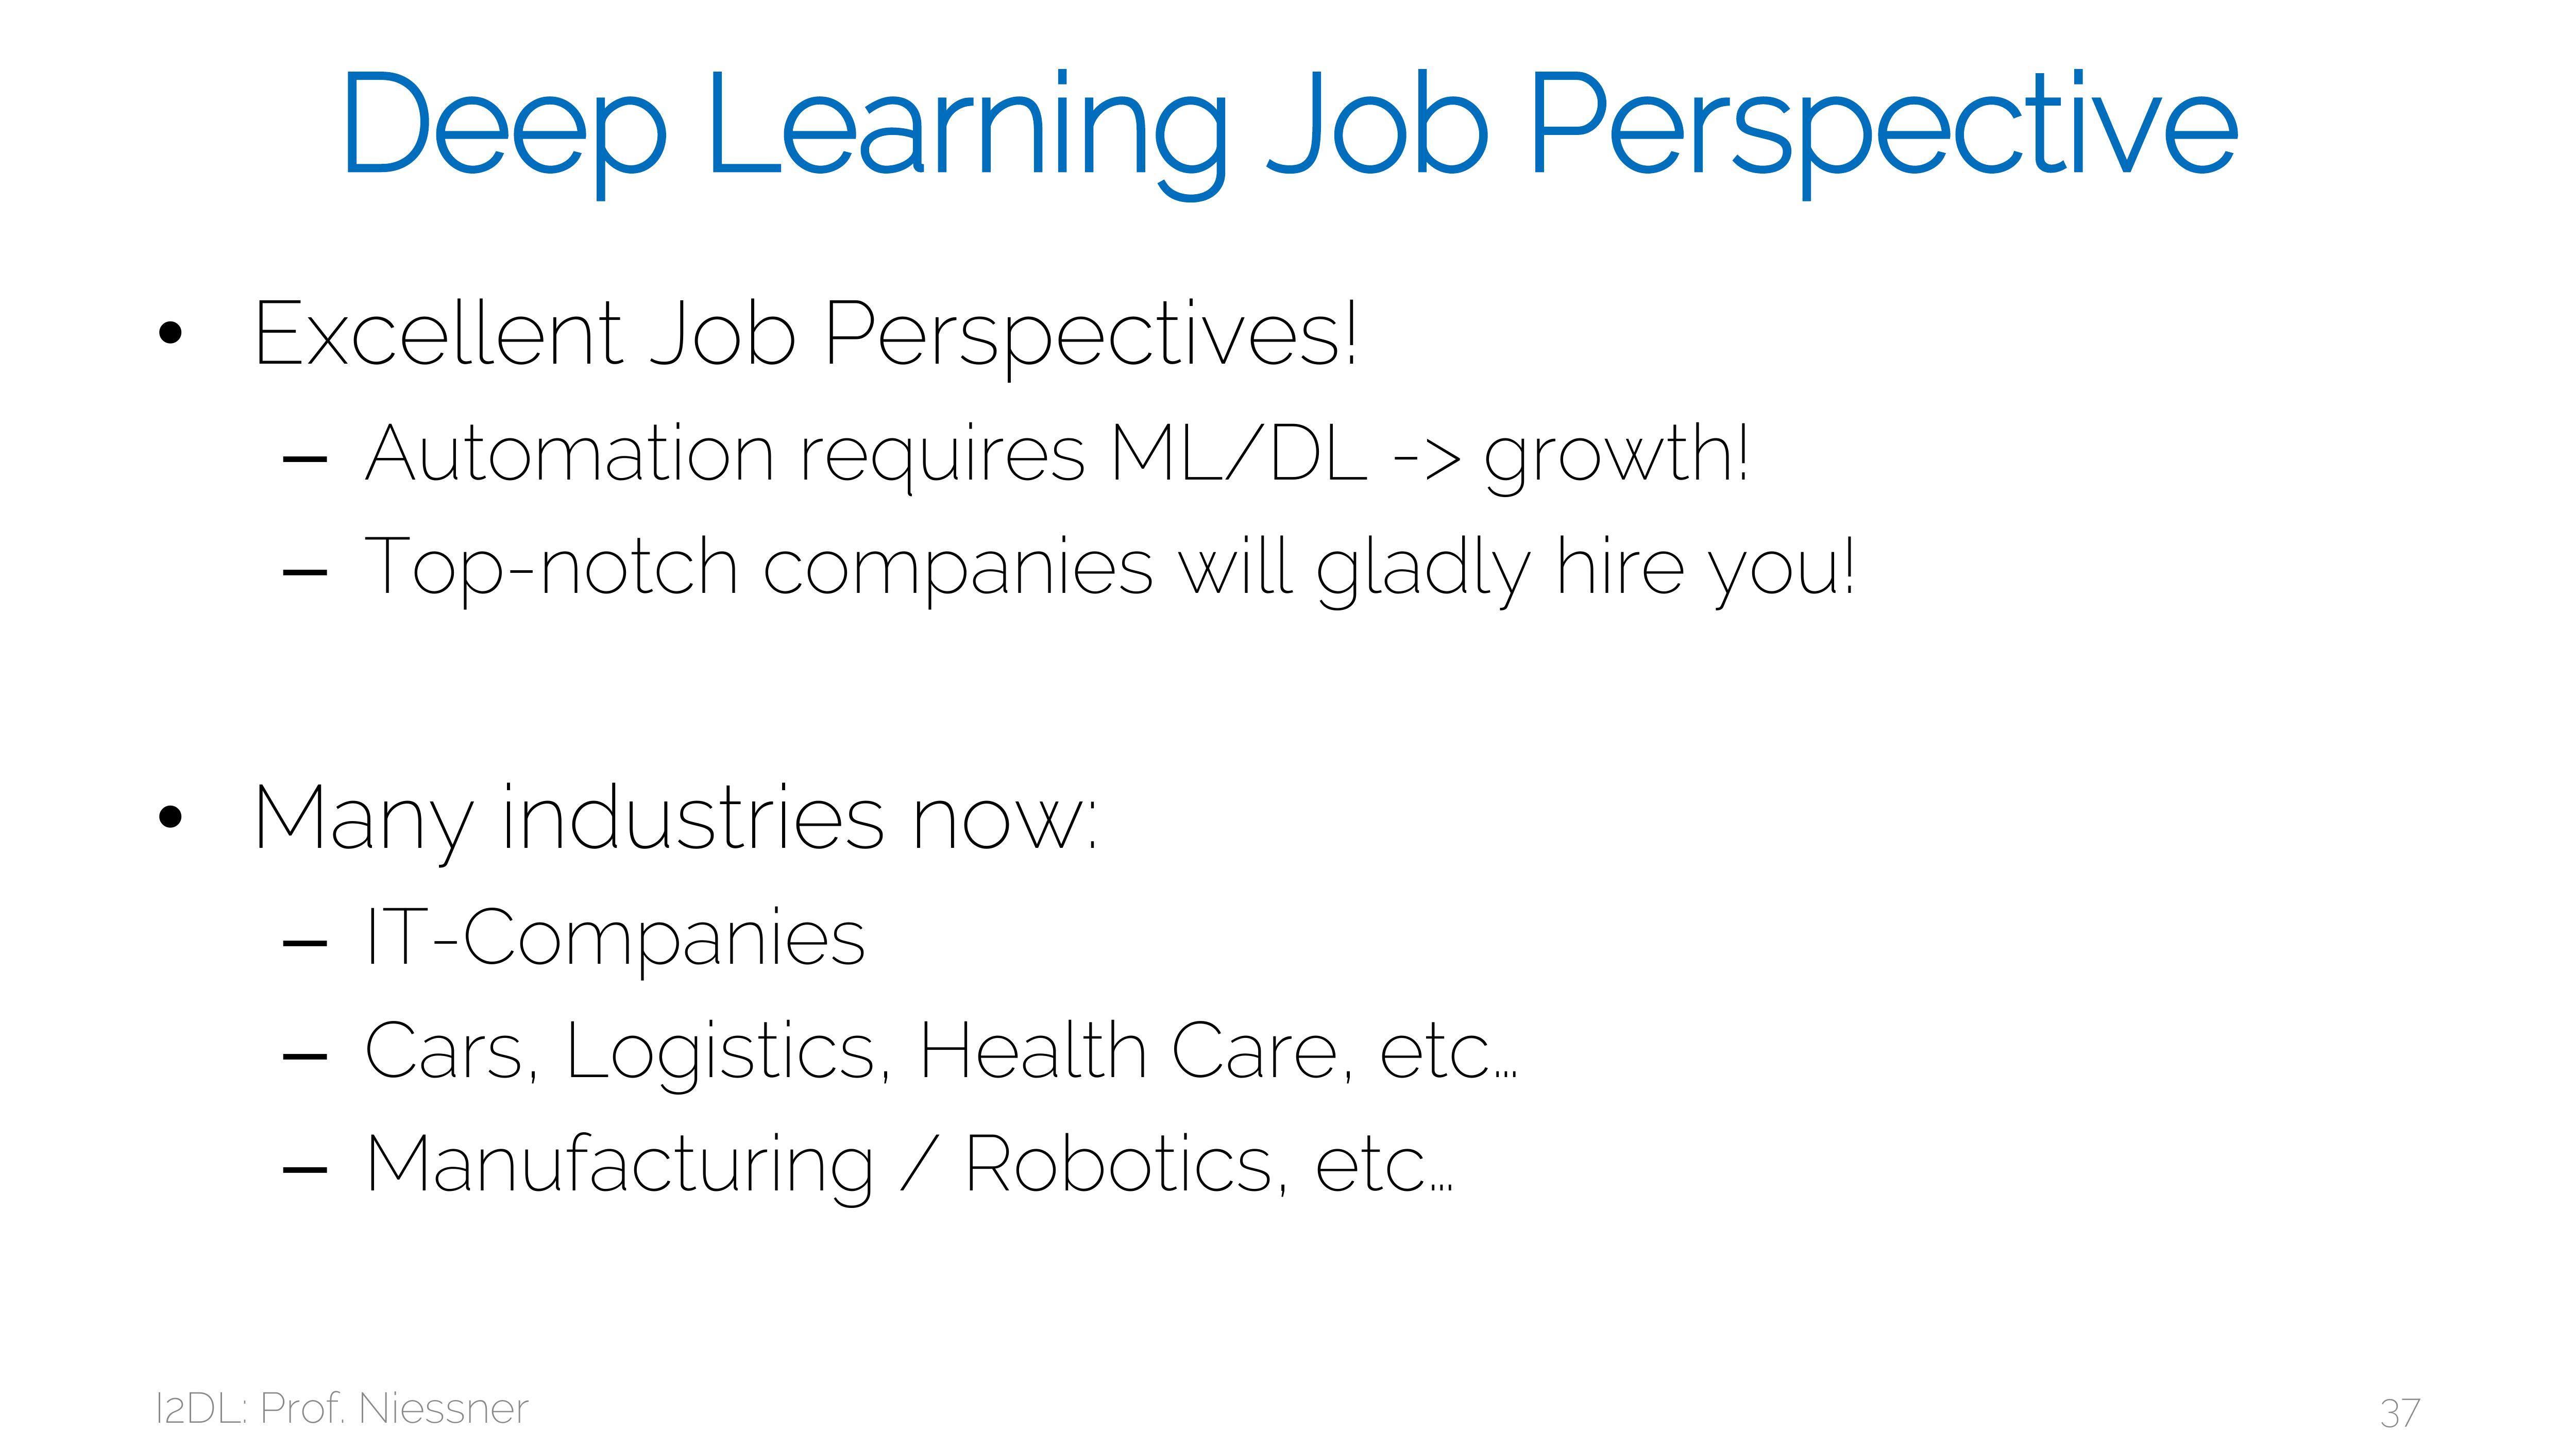 Deep Learning Job Perspective
• Excellent Job Perspectives!
– Automation requires ML/DL -> growth!
– Top-notch companies will gladly hire you!
• Many industries now:
– IT-Companies
– Cars, Logistics, Health Care, etc…
– Manufacturing / Robotics, etc…
I2DL: Prof. Niessner
37